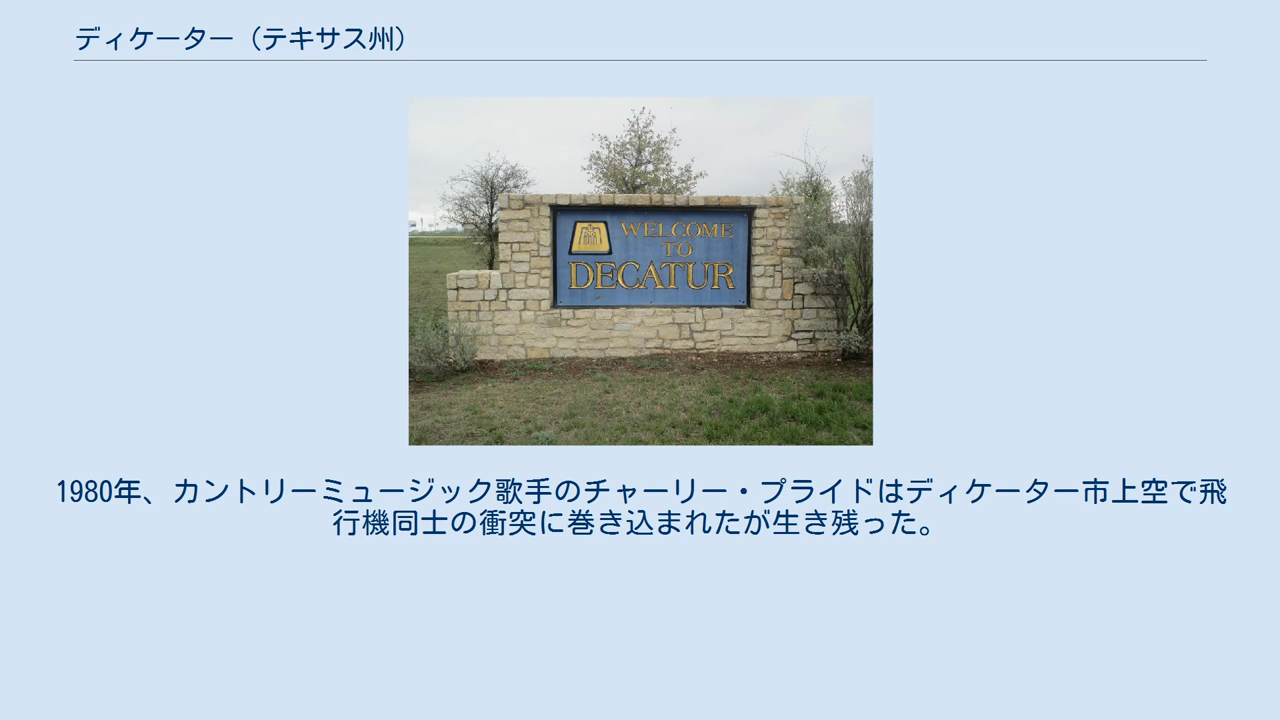 ディケーター（テキサス州）
WELCOME
TO
DECATUR
1980年、カントリーミュージック歌手のチャーリー・プライドはディケーター市上空で飛
行機同士の衝突に巻き込まれたが生き残った。